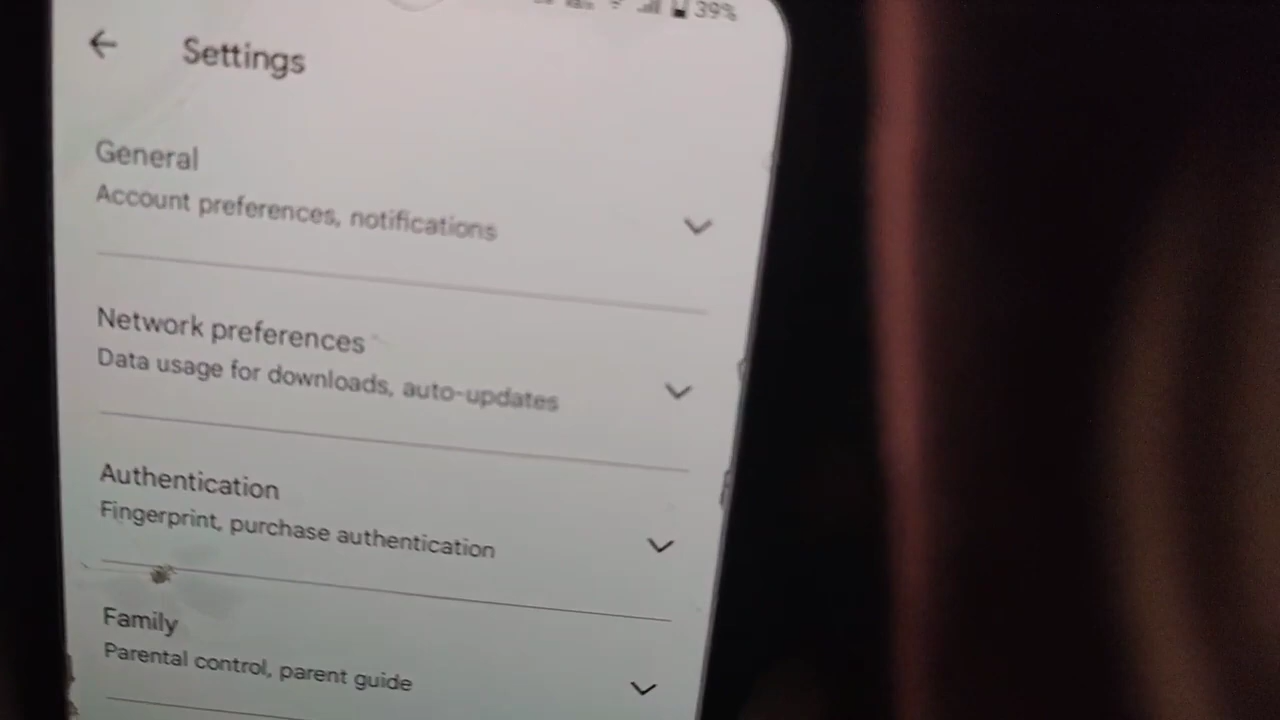 39%
Settings
General
Account preferences, notifications
Network preferences
Data usage for downloads, auto-updates
Authentication
Fingerprint, purchase authentication
Family
Parental control, parent guide